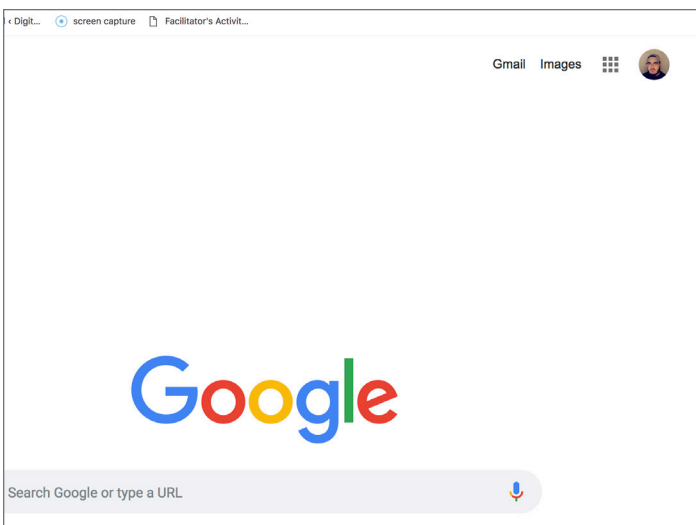 ‹ Digit... screen capture Facilitator's Activit...
Gmail Images
Google
Search Google or type a URL